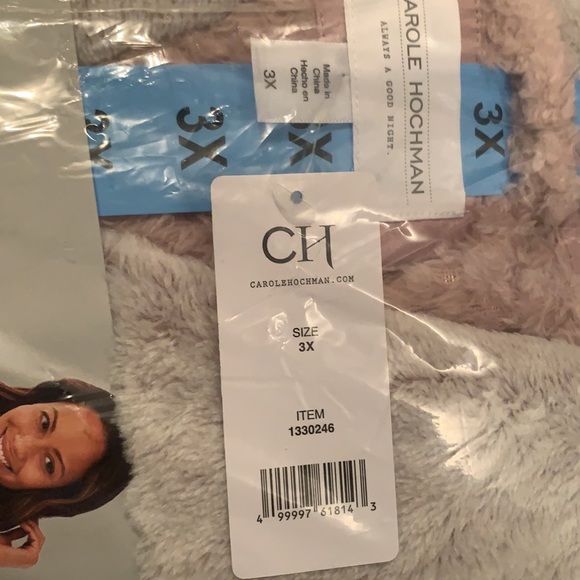 CAROLE HOCHMAN
ALWAYS A GOOD NIGHT.
Made in
China
Hecho en
China
3X
3X
3X
3X
3X
CH
CAROLEHOCHMAN.COM
SIZE
3X
ITEM
1330246
4 99997 61814 3